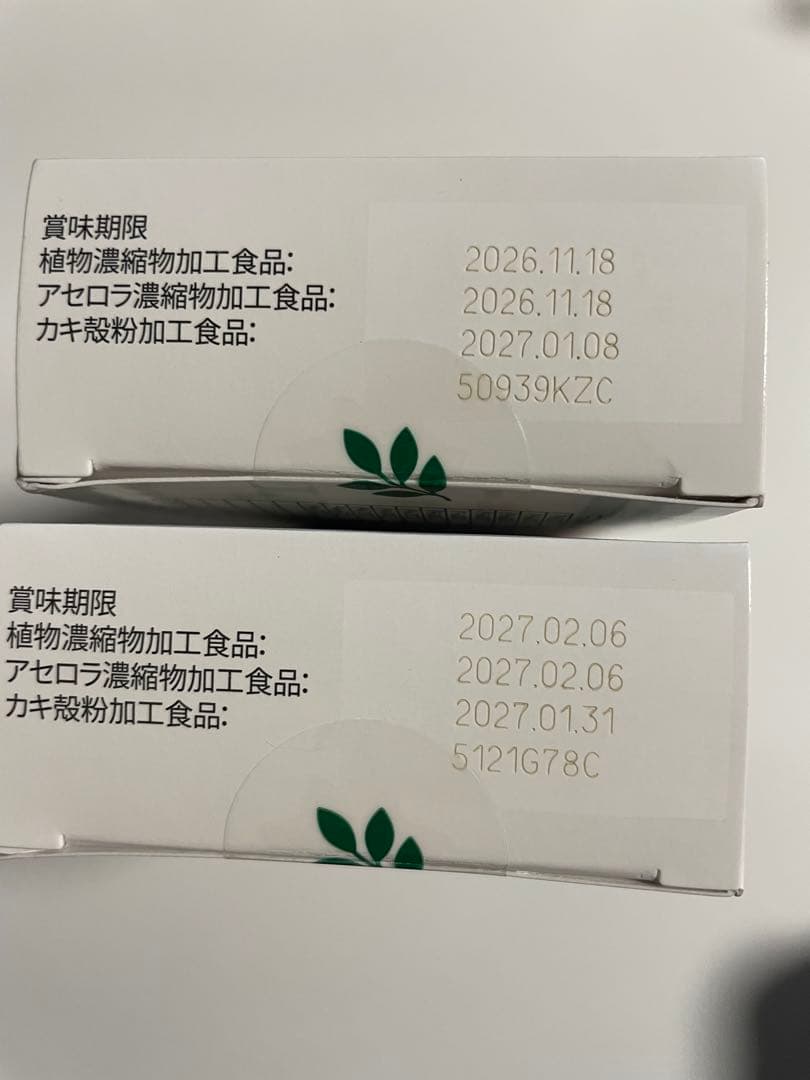 賞味期限
植物濃縮物加工食品: 2026.11.18
アセロラ濃縮物加工食品: 2026.11.18
カキ殻粉加工食品: 2027.01.08
50939KZC
賞味期限
植物濃縮物加工食品: 2027.02.06
アセロラ濃縮物加工食品: 2027.02.06
カキ殻粉加工食品: 2027.01.31
5121G78C